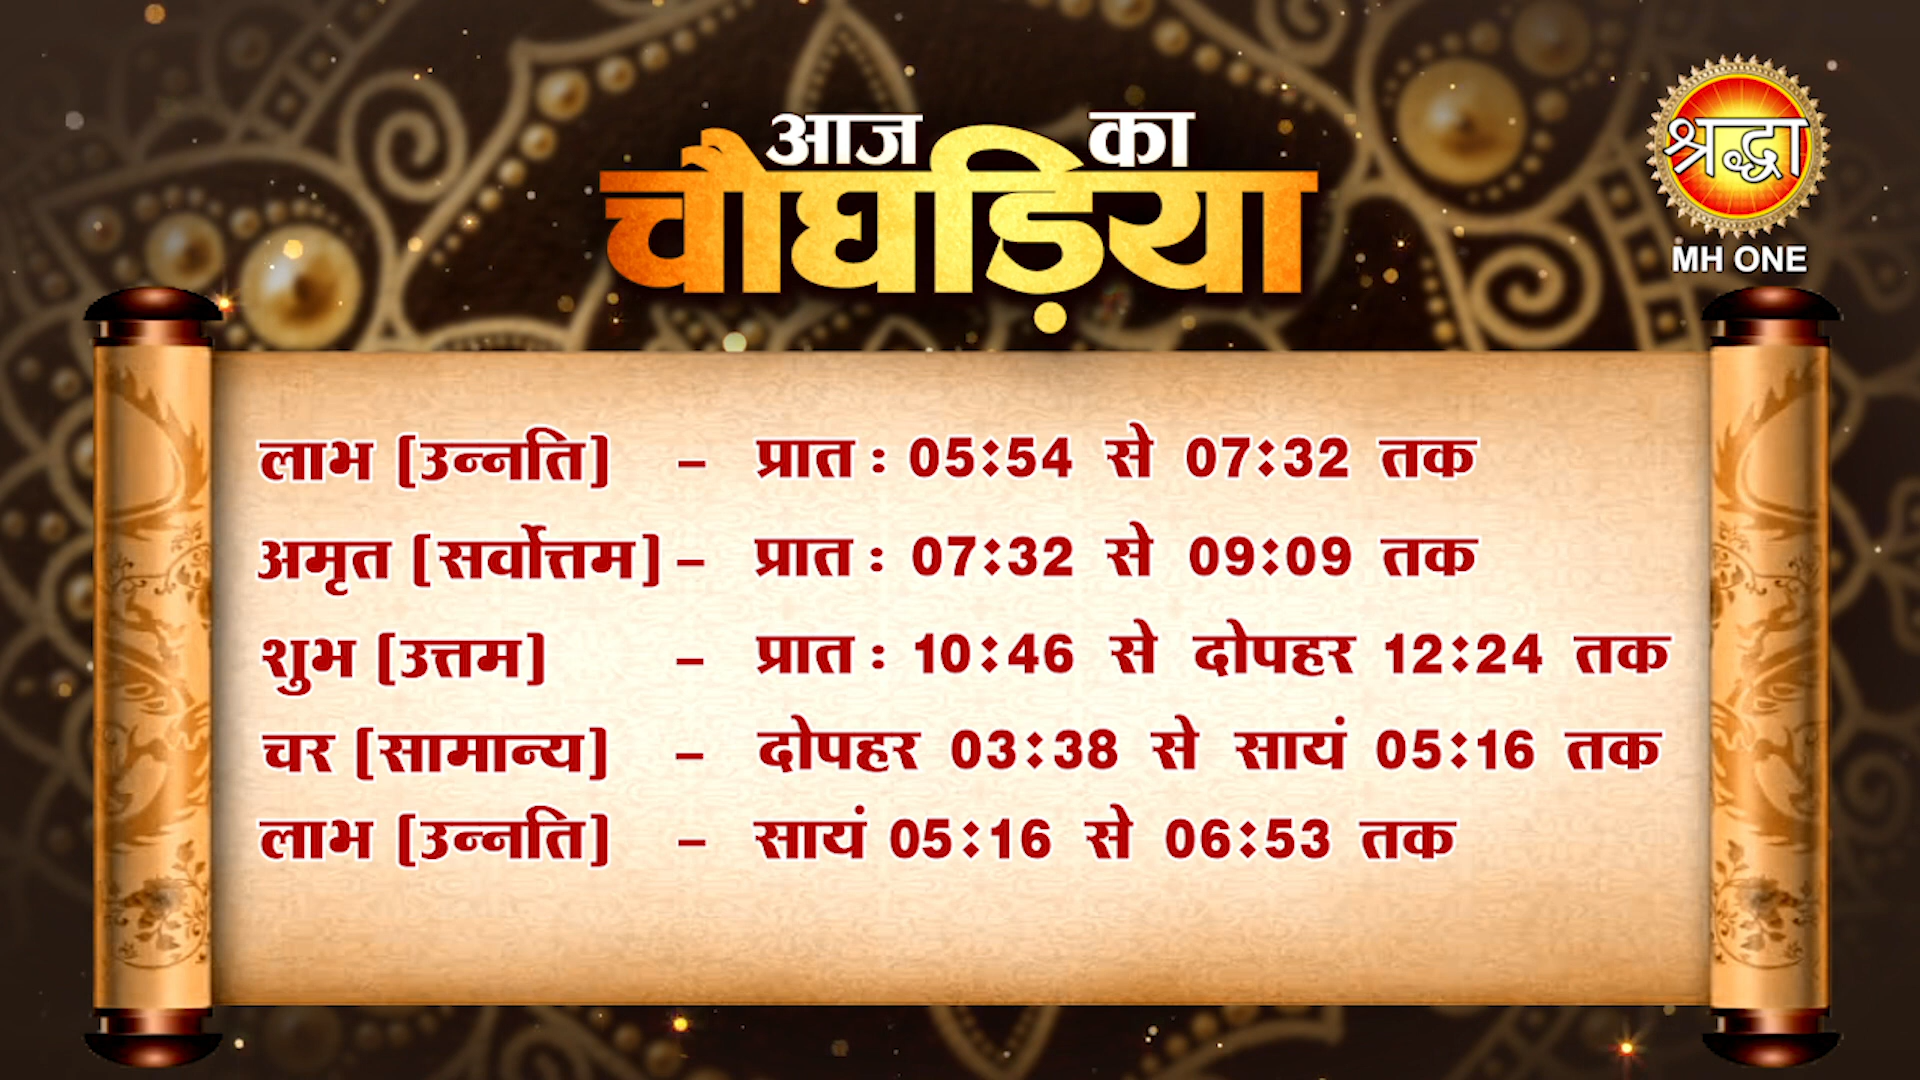 आज का
चौघड़िया
श्रद्धा
MH ONE
लाभ (उन्नति) - प्रात: 05:54 से 07:32 तक
अमृत (सर्वोत्तम) - प्रात: 07:32 से 09:09 तक
शुभ (उत्तम) - प्रात: 10:46 से दोपहर 12:24 तक
चर (सामान्य) - दोपहर 03:38 से सायं 05:16 तक
लाभ (उन्नति) - सायं 05:16 से 06:53 तक